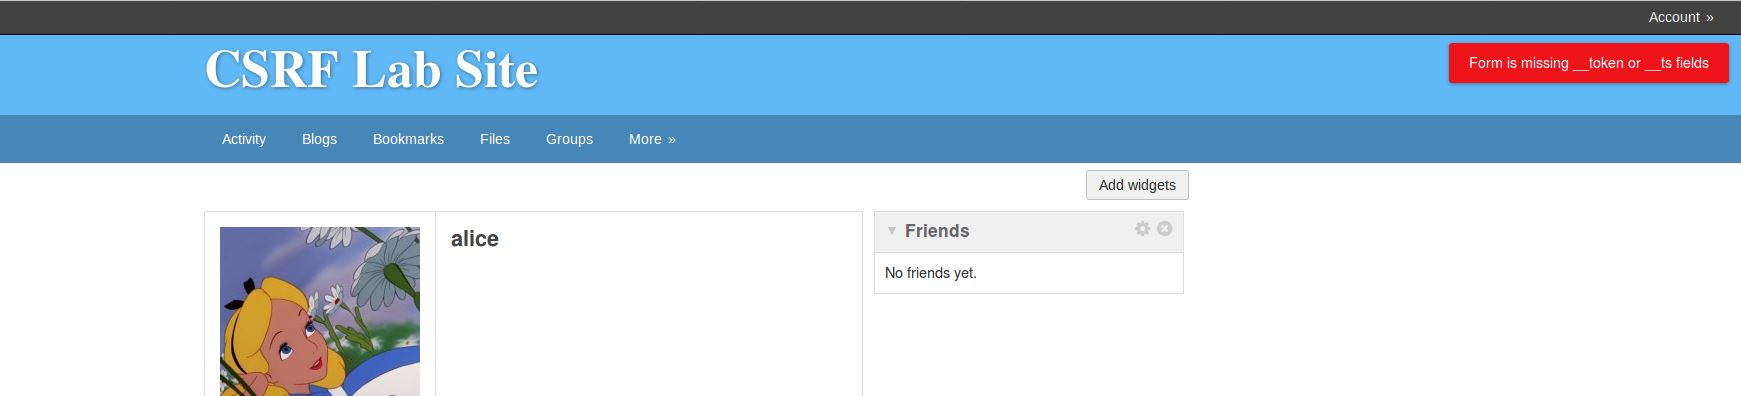 Account »
CSRF Lab Site
Form is missing __token or __ts fields
Activity Blogs Bookmarks Files Groups More »
Add widgets
alice
Friends
No friends yet.